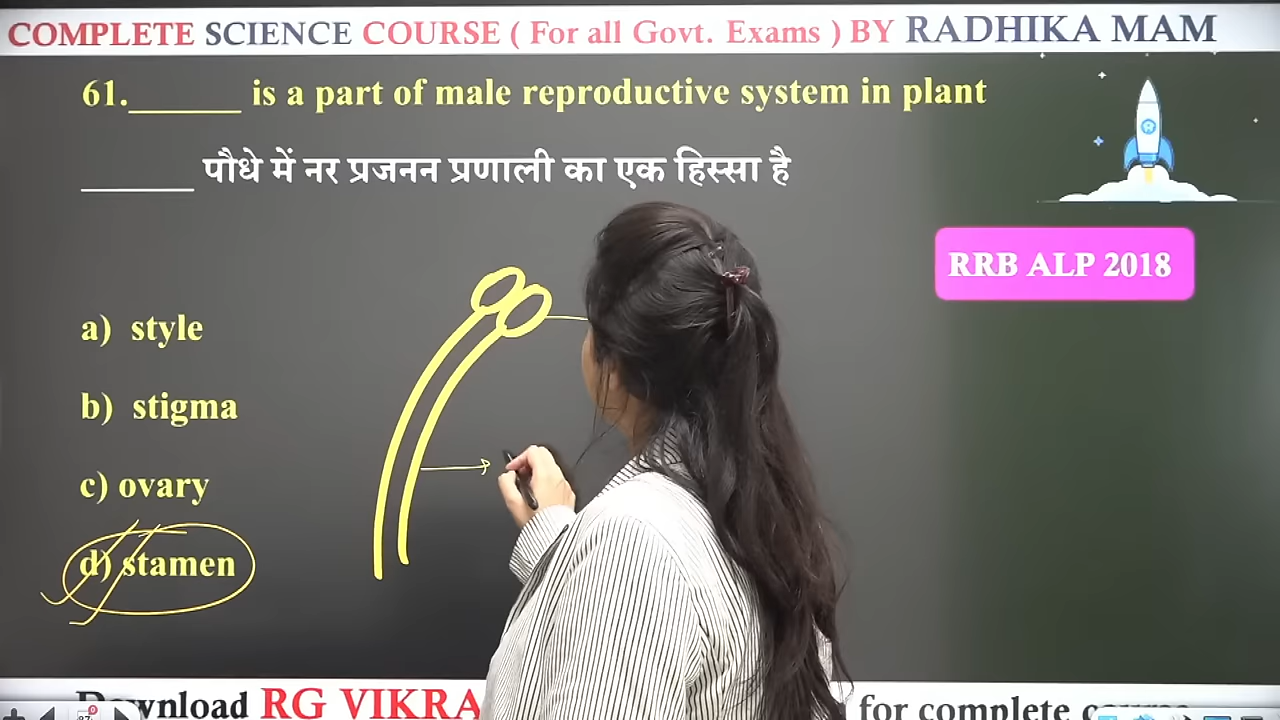 COMPLETE SCIENCE COURSE ( For all Govt. Exams ) BY RADHIKA MAM
61.______ is a part of male reproductive system in plant
______ पौधे में नर प्रजनन प्रणाली का एक हिस्सा है
RRB ALP 2018
a) style
b) stigma
c) ovary
d) stamen
Download RG VIKRA for complete course